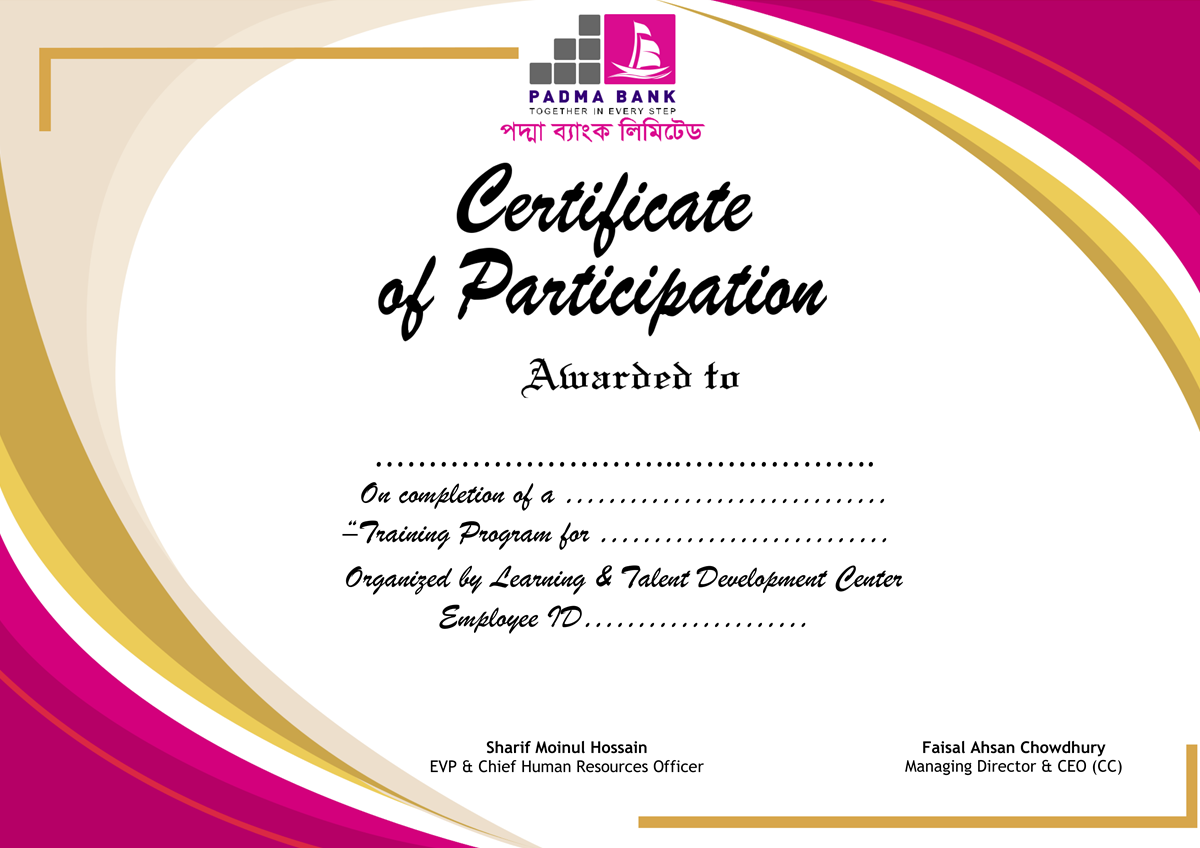 PADMA BANK
TOGETHER IN EVERY STEP
পদ্মা ব্যাংক লিমিটেড
Certificate
of Participation
Awarded to
...............................................
On completion of a ..............................
–“Training Program for ...........................
Organized by Learning & Talent Development Center
Employee ID.....................
Sharif Moinul Hossain
EVP & Chief Human Resources Officer
Faisal Ahsan Chowdhury
Managing Director & CEO (CC)